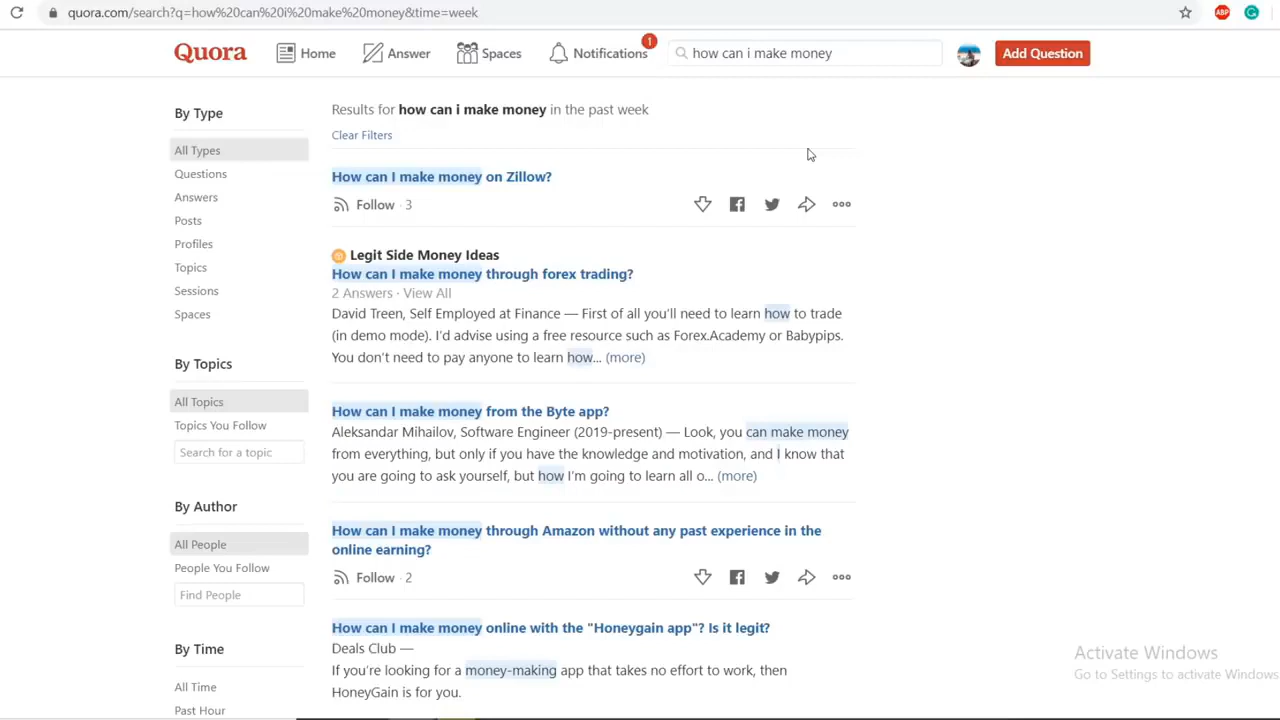 quora.com/search?q=how%20can%20i%20make%20money&time=week
ABP
Quora
Home
Answer
Spaces
Notifications
1
how can i make money
Add Question
By Type
All Types
Questions
Answers
Posts
Profiles
Topics
Sessions
Spaces
By Topics
All Topics
Topics You Follow
Search for a topic
By Author
All People
People You Follow
Find People
By Time
All Time
Past Hour
Results for how can i make money in the past week
Clear Filters
How can I make money on Zillow?
Follow · 3
Legit Side Money Ideas
How can I make money through forex trading?
2 Answers · View All
David Treen, Self Employed at Finance — First of all you'll need to learn how to trade
(in demo mode). I'd advise using a free resource such as Forex.Academy or Babypips.
You don't need to pay anyone to learn how... (more)
How can I make money from the Byte app?
Aleksandar Mihailov, Software Engineer (2019-present) — Look, you can make money
from everything, but only if you have the knowledge and motivation, and I know that
you are going to ask yourself, but how I'm going to learn all o... (more)
How can I make money through Amazon without any past experience in the
online earning?
Follow · 2
How can I make money online with the "Honeygain app"? Is it legit?
Deals Club —
If you're looking for a money-making app that takes no effort to work, then
HoneyGain is for you.
Activate Windows
Go to Settings to activate Windows